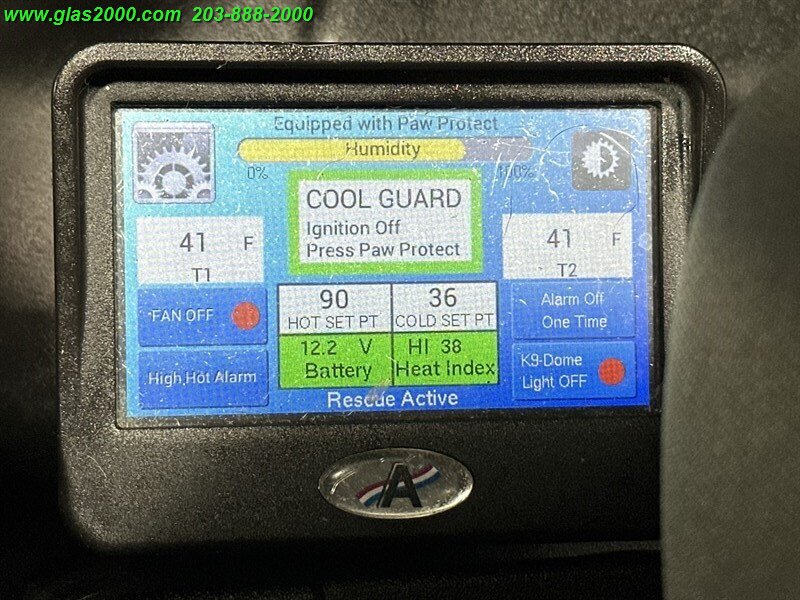 www.glas2000.com 203-888-2000
Equipped with Paw Protect
Humidity
0% 100%
COOL GUARD
Ignition Off
Press Paw Protect
41 F
T1
41 F
T2
FAN OFF
90
HOT SET PT
36
COLD SET PT
Alarm Off
One Time
High,Hot Alarm
12.2 V
Battery
HI 38
Heat Index
K9-Dome
Light OFF
Rescue Active
A